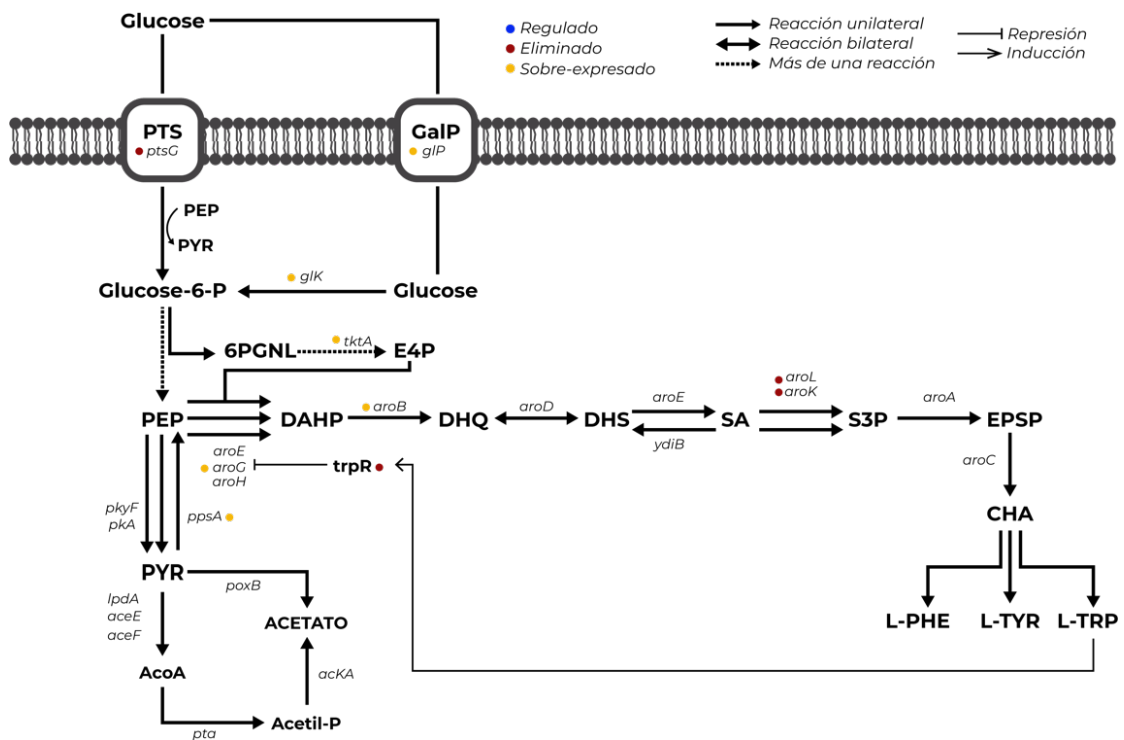 Glucose
Regulado
Eliminado
Sobre-expresado
Reacción unilateral
Reacción bilateral
Más de una reacción
Represión
Inducción
PTS
ptsG
GalP
glP
PEP
PYR
Glucose-6-P
glK
Glucose
6PGNL
tktA
E4P
PEP
DAHP
aroB
DHQ
aroD
DHS
aroE
ydiB
SA
aroL
aroK
S3P
aroA
EPSP
aroE
aroG
aroH
trpR
aroC
pkyF
pkA
ppsA
CHA
PYR
poxB
lpdA
aceE
aceF
ACETATO
L-PHE
L-TYR
L-TRP
AcoA
acKA
pta
Acetil-P